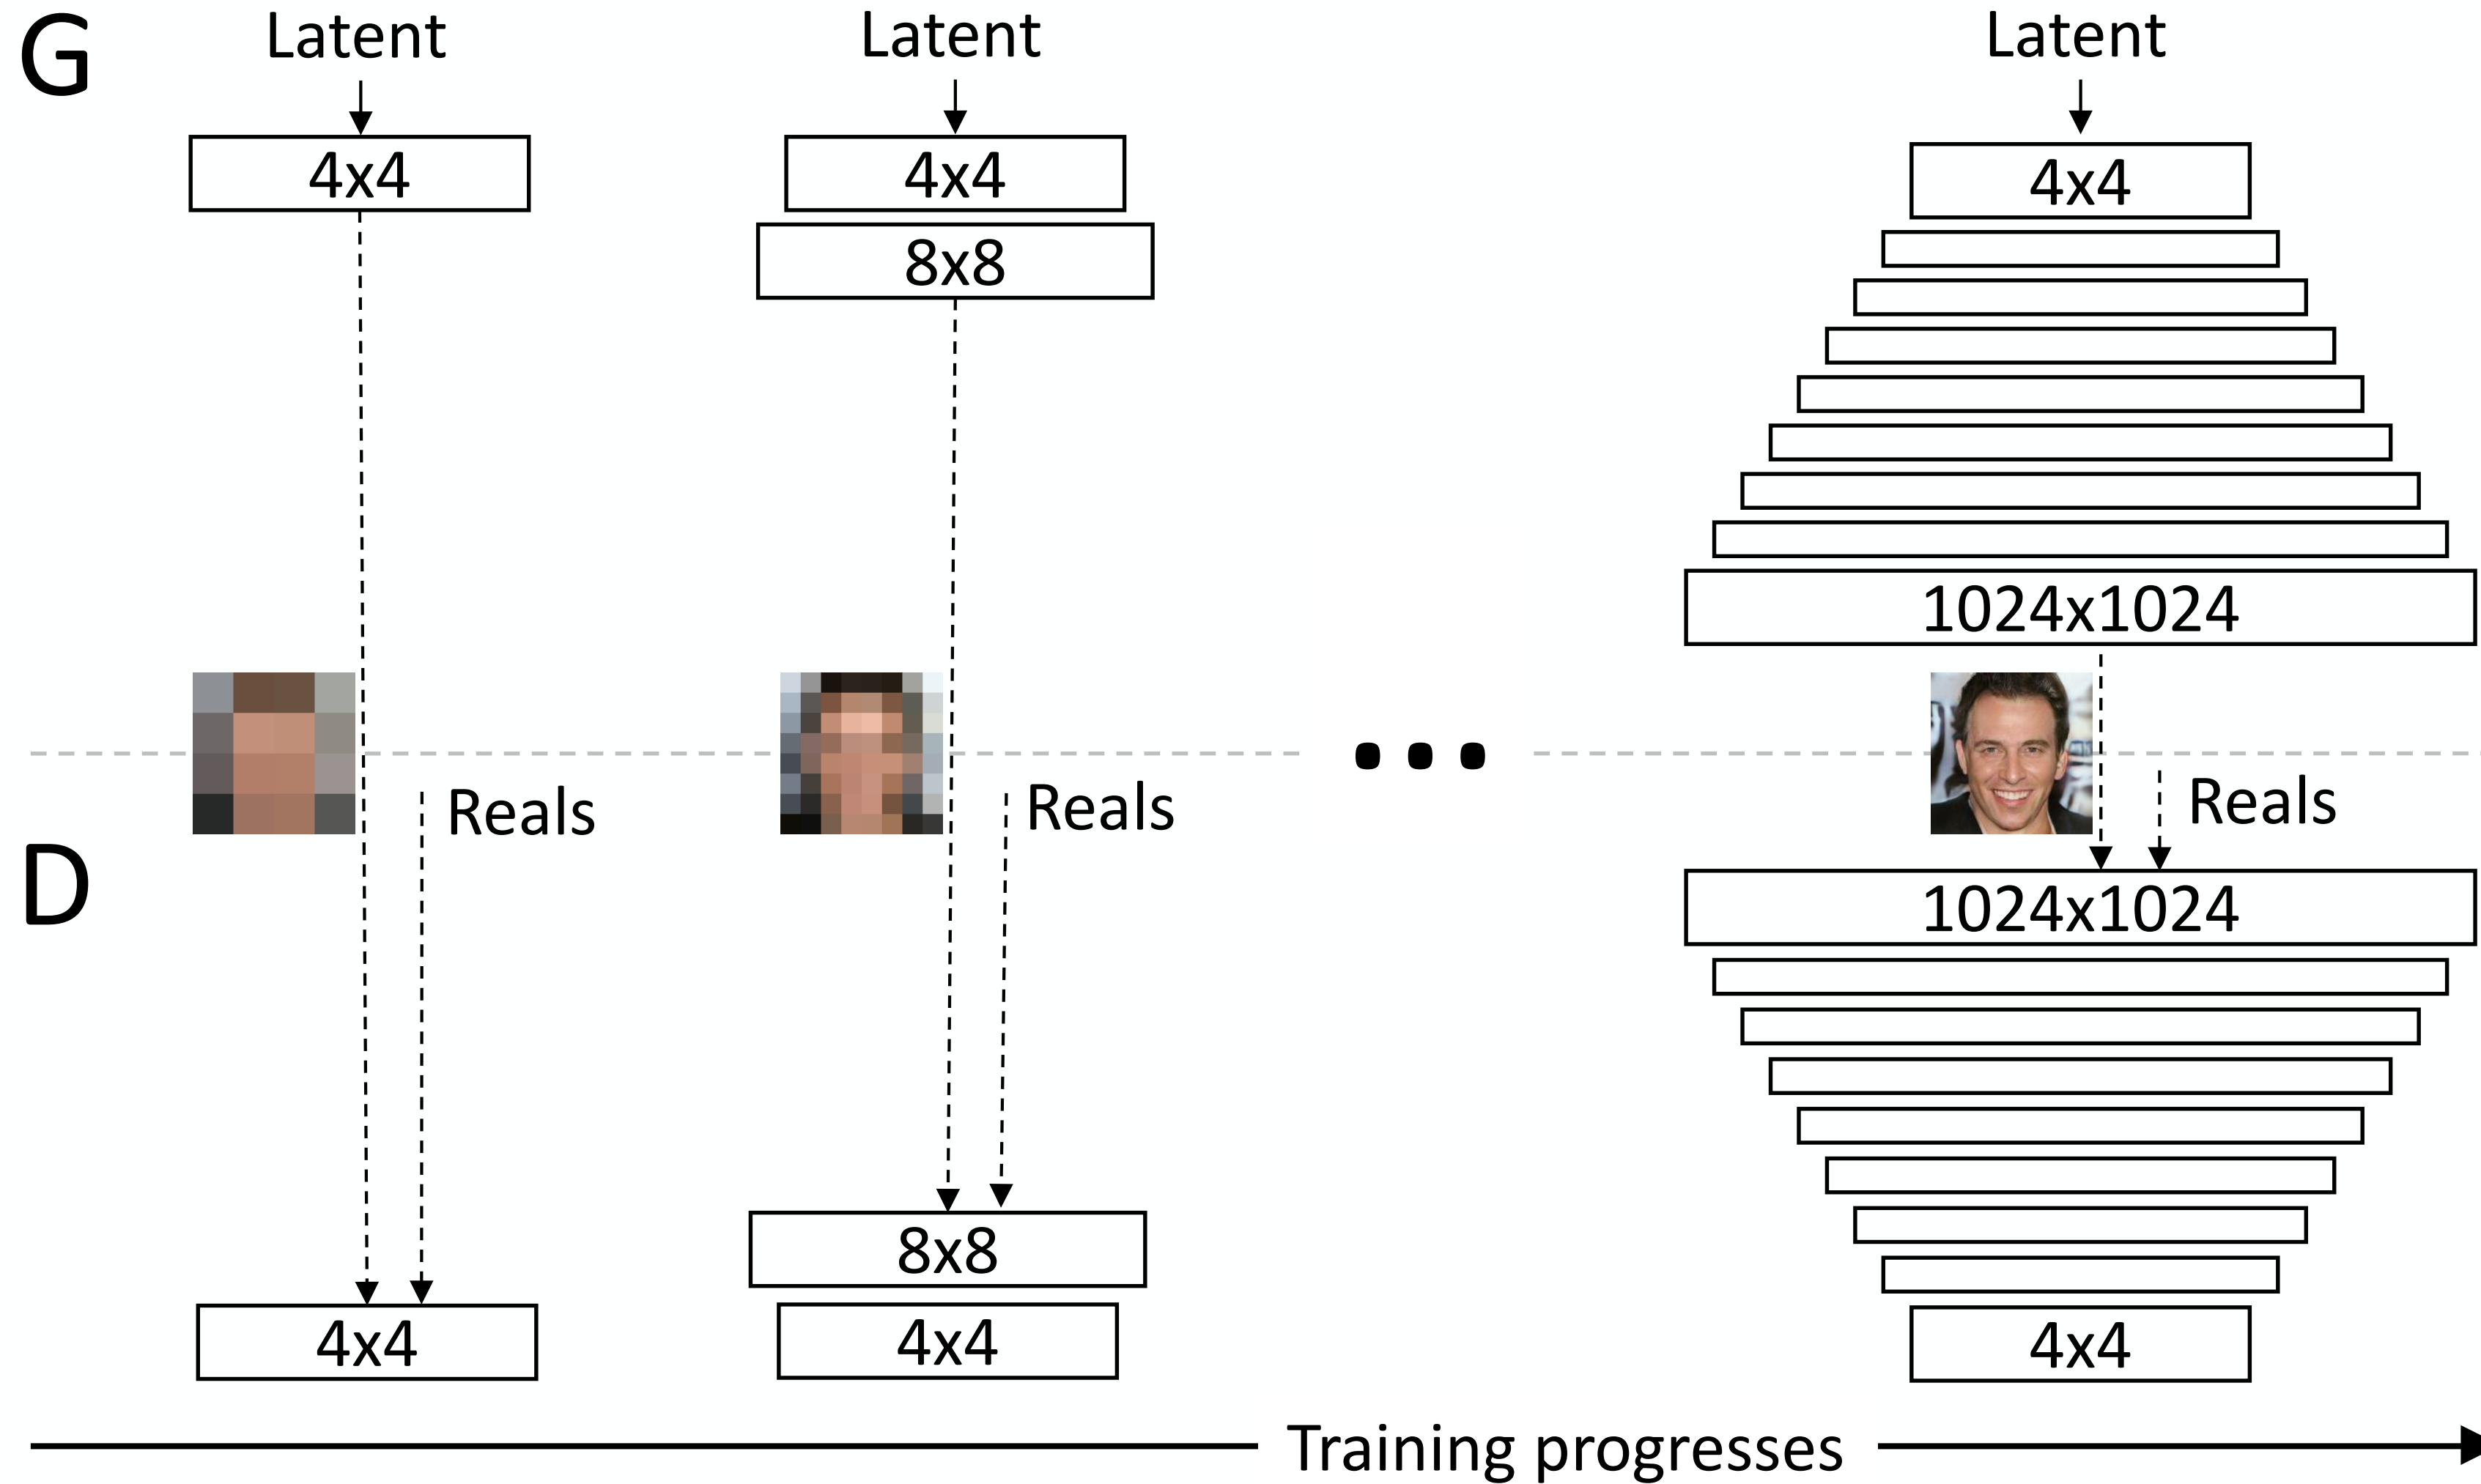 G
Latent
Latent
Latent
4x4
4x4
4x4
8x8
1024x1024
Reals
Reals
Reals
D
1024x1024
8x8
4x4
4x4
4x4
Training progresses